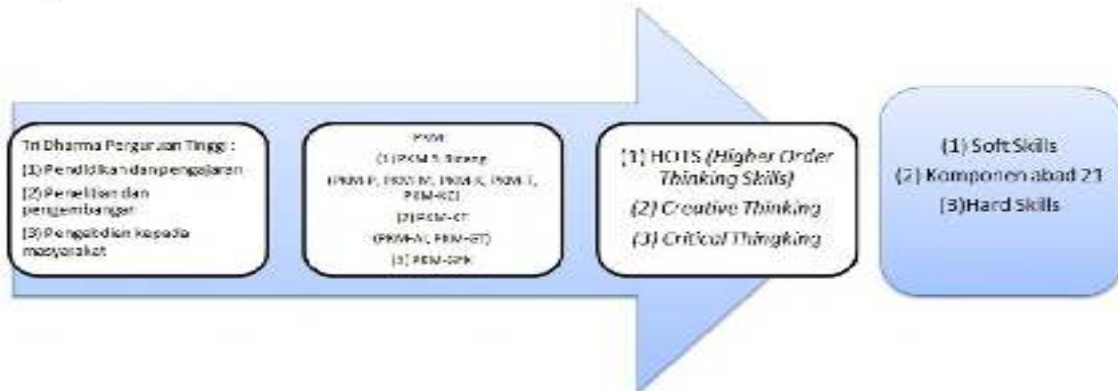 Tri Dharma Perguruan Tinggi :
(1) Pendidikan dan pengajaran
(2) Penelitian dan
pengembangan
(3) Pengabdian kepada
masyarakat
PKM:
(1) PKM 5 Bidang
(PKM-P, PKM-M, PKM-K, PKM-T,
PKM-KC)
(2) PKM-KT
(PKM-AI, PKM-GT)
(3) PKM-GFK
(1) HOTS (Higher Order
Thinking Skills)
(2) Creative Thinking
(3) Critical Thingking
(1) Soft Skills
(2) Komponen abad 21
(3)Hard Skills